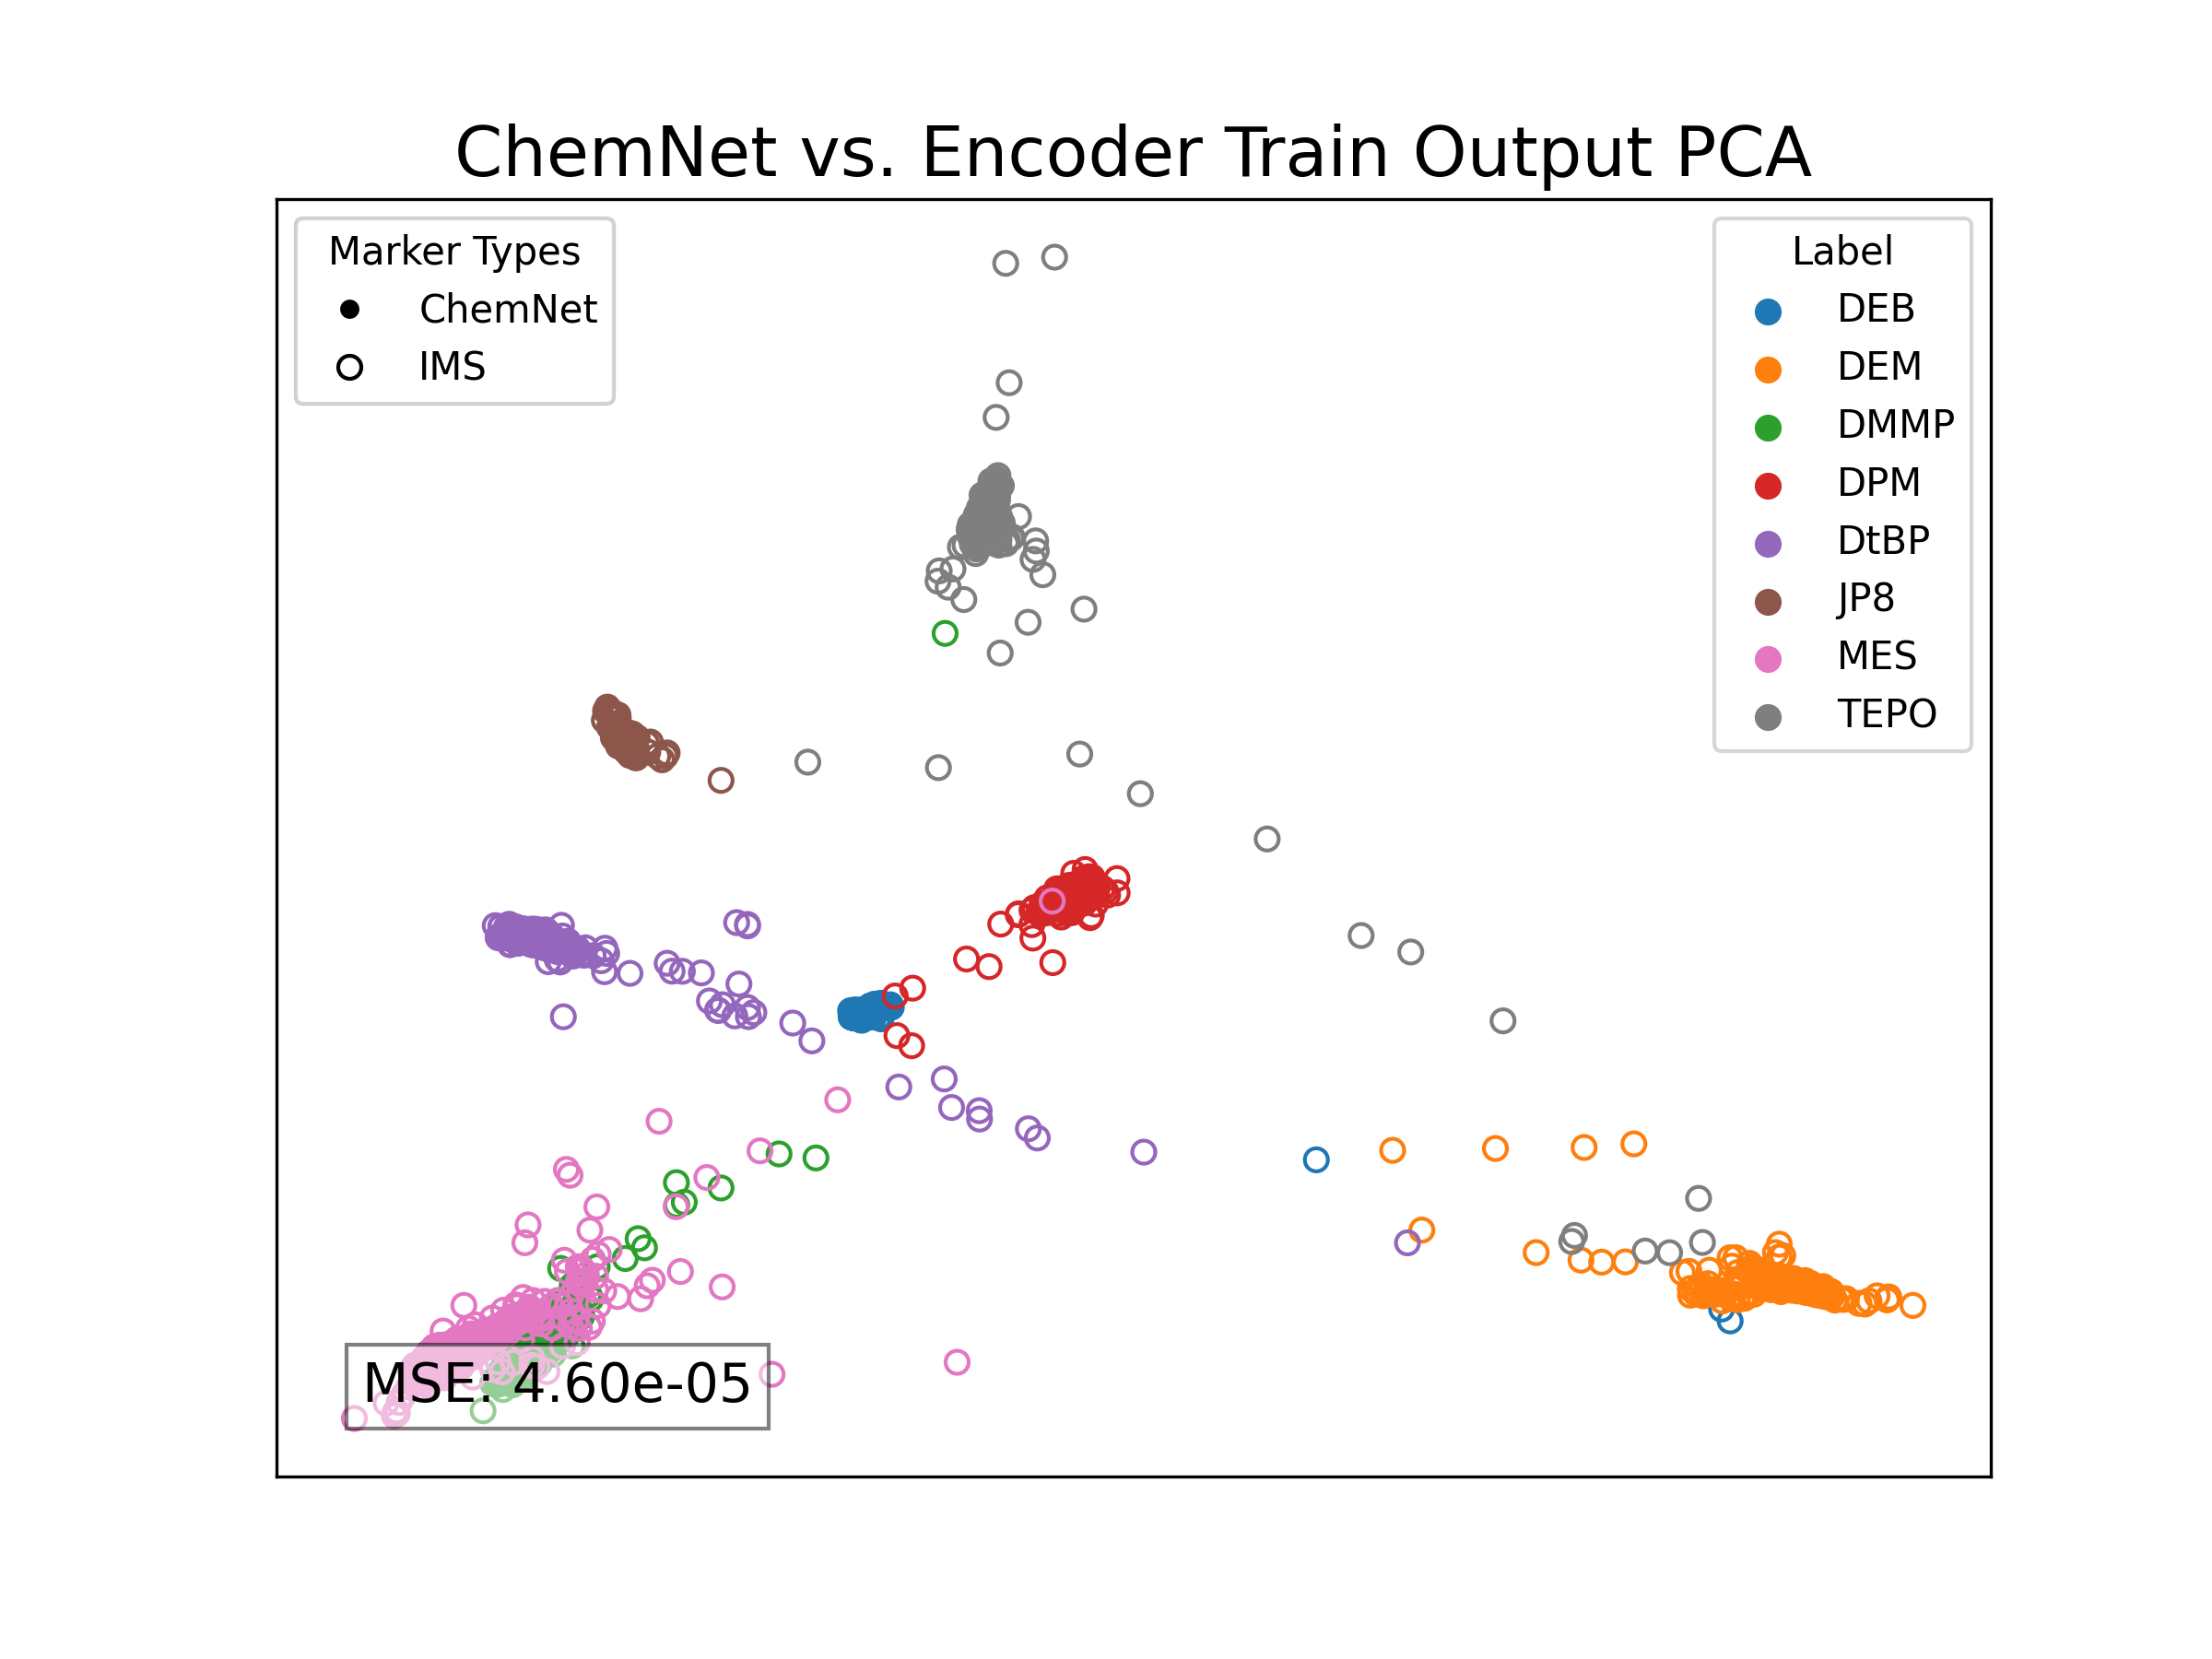 ChemNet vs. Encoder Train Output PCA
Marker Types
ChemNet
IMS
Label
DEB
DEM
DMMP
DPM
DtBP
JP8
MES
TEPO
MSE: 4.60e-05